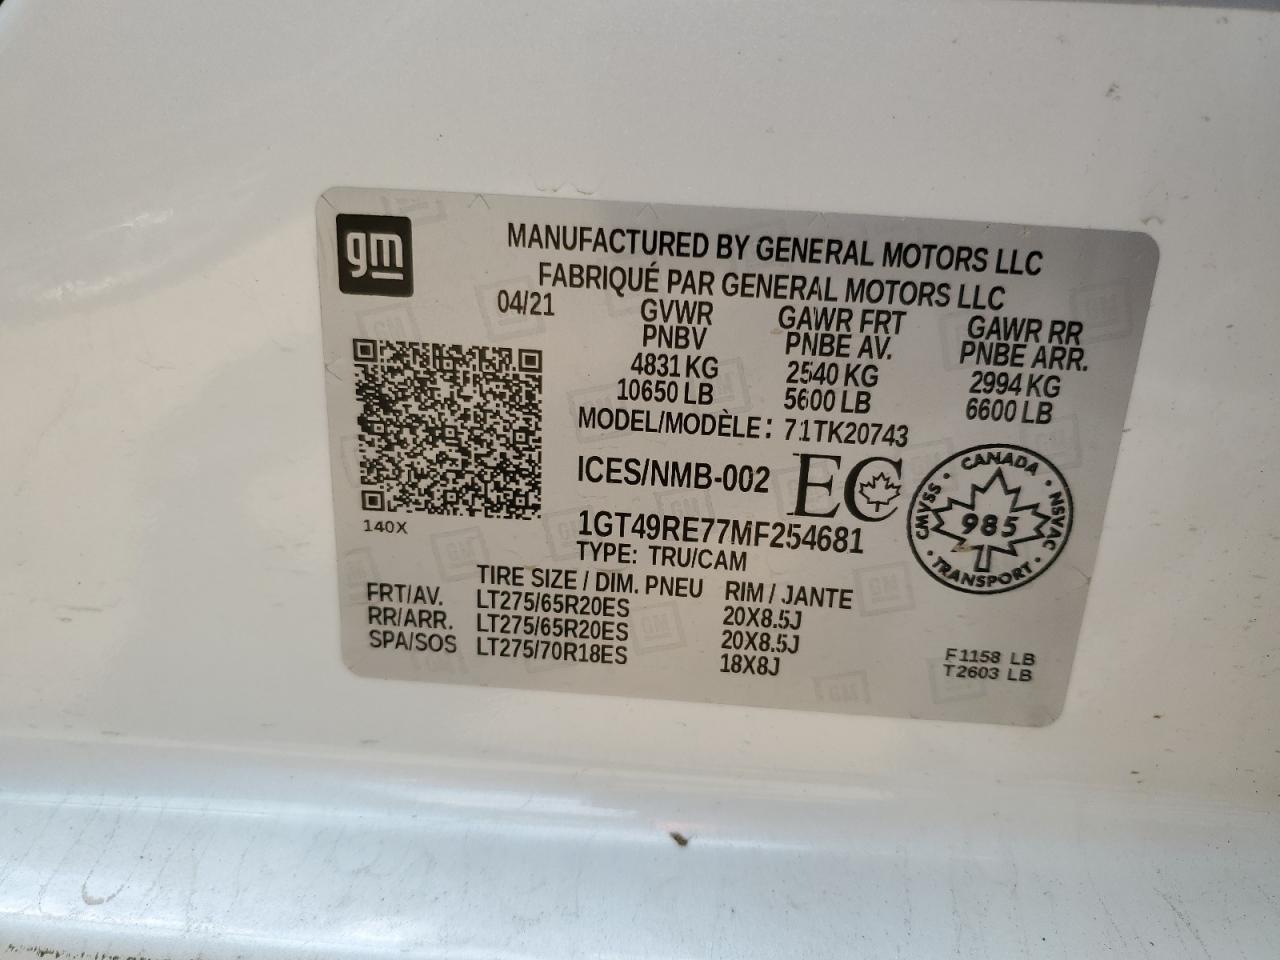 gm
MANUFACTURED BY GENERAL MOTORS LLC
FABRIQUÉ PAR GENERAL MOTORS LLC
04/21
GVWR GAWR FRT GAWR RR
PNBV PNBE AV. PNBE ARR.
4831 KG 2540 KG 2994 KG
10650 LB 5600 LB 6600 LB
MODEL/MODÈLE: 71TK20743
ICES/NMB-002 EC
CANADA
CMVSS 985 NSVAC
TRANSPORT
140X
1GT49RE77MF254681
TYPE: TRU/CAM
TIRE SIZE / DIM. PNEU RIM / JANTE
FRT/AV. LT275/65R20ES 20X8.5J
RR/ARR. LT275/65R20ES 20X8.5J
SPA/SOS LT275/70R18ES 18X8J
F1158 LB
T2603 LB